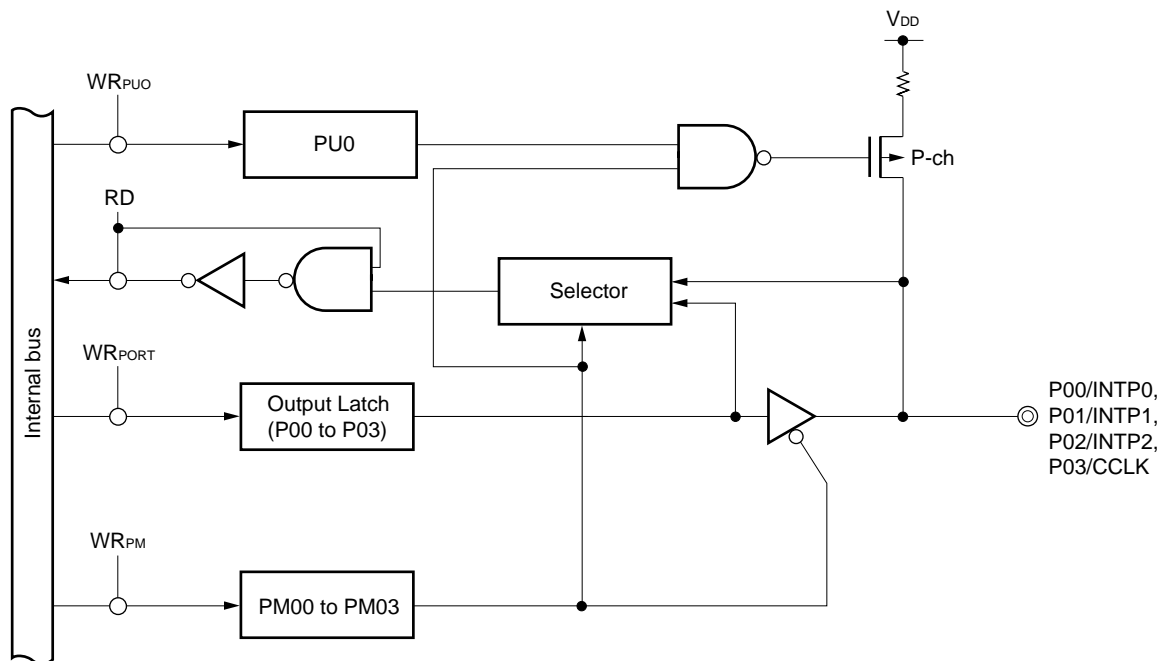 VDD
WRPUO
PU0
P-ch
RD
Selector
Internal bus
WRPORT
Output Latch
(P00 to P03)
P00/INTP0,
P01/INTP1,
P02/INTP2,
P03/CCLK
WRPM
PM00 to PM03